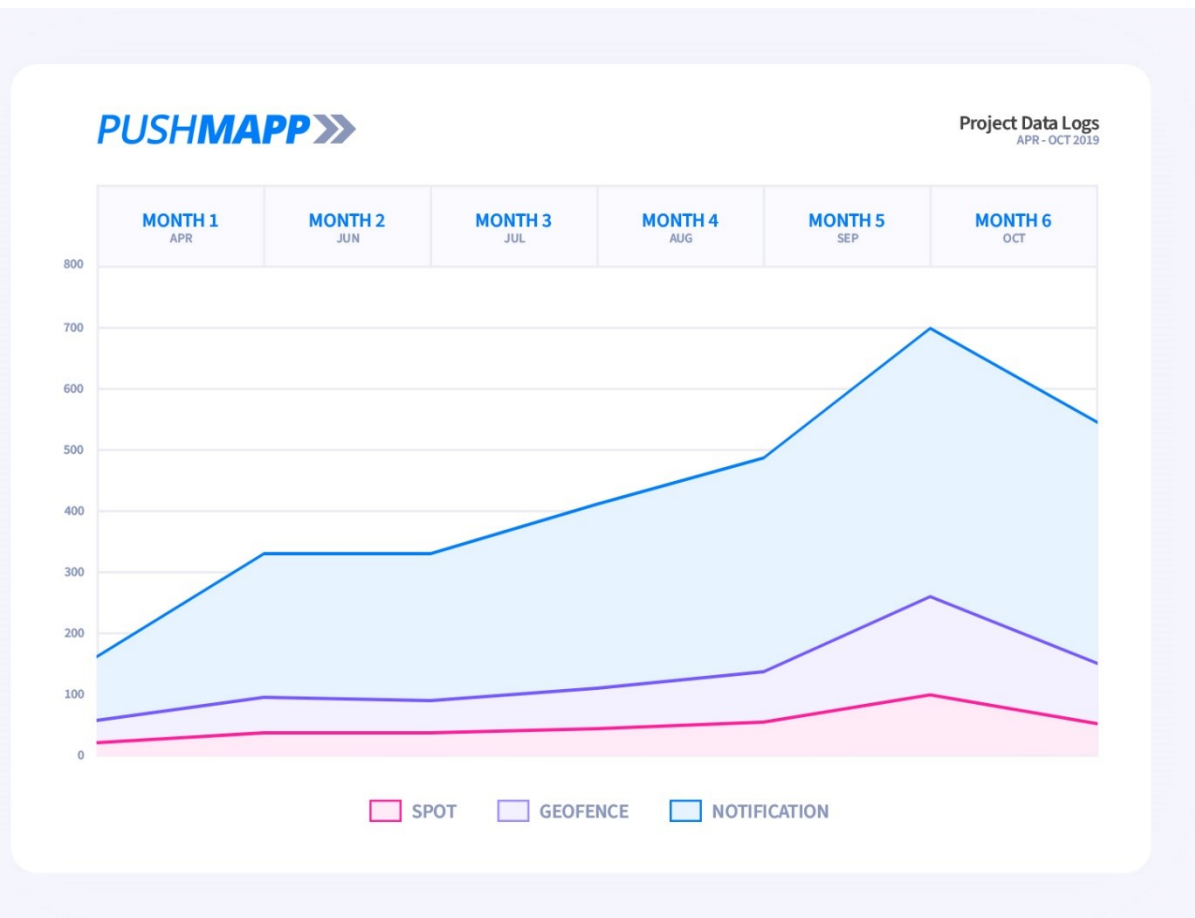 PUSHMAPP
Project Data Logs
APR - OCT 2019
MONTH 1 MONTH 2 MONTH 3 MONTH 4 MONTH 5 MONTH 6
APR JUN JUL AUG SEP OCT
800
700
600
500
400
300
200
100
0
SPOT GEOFENCE NOTIFICATION